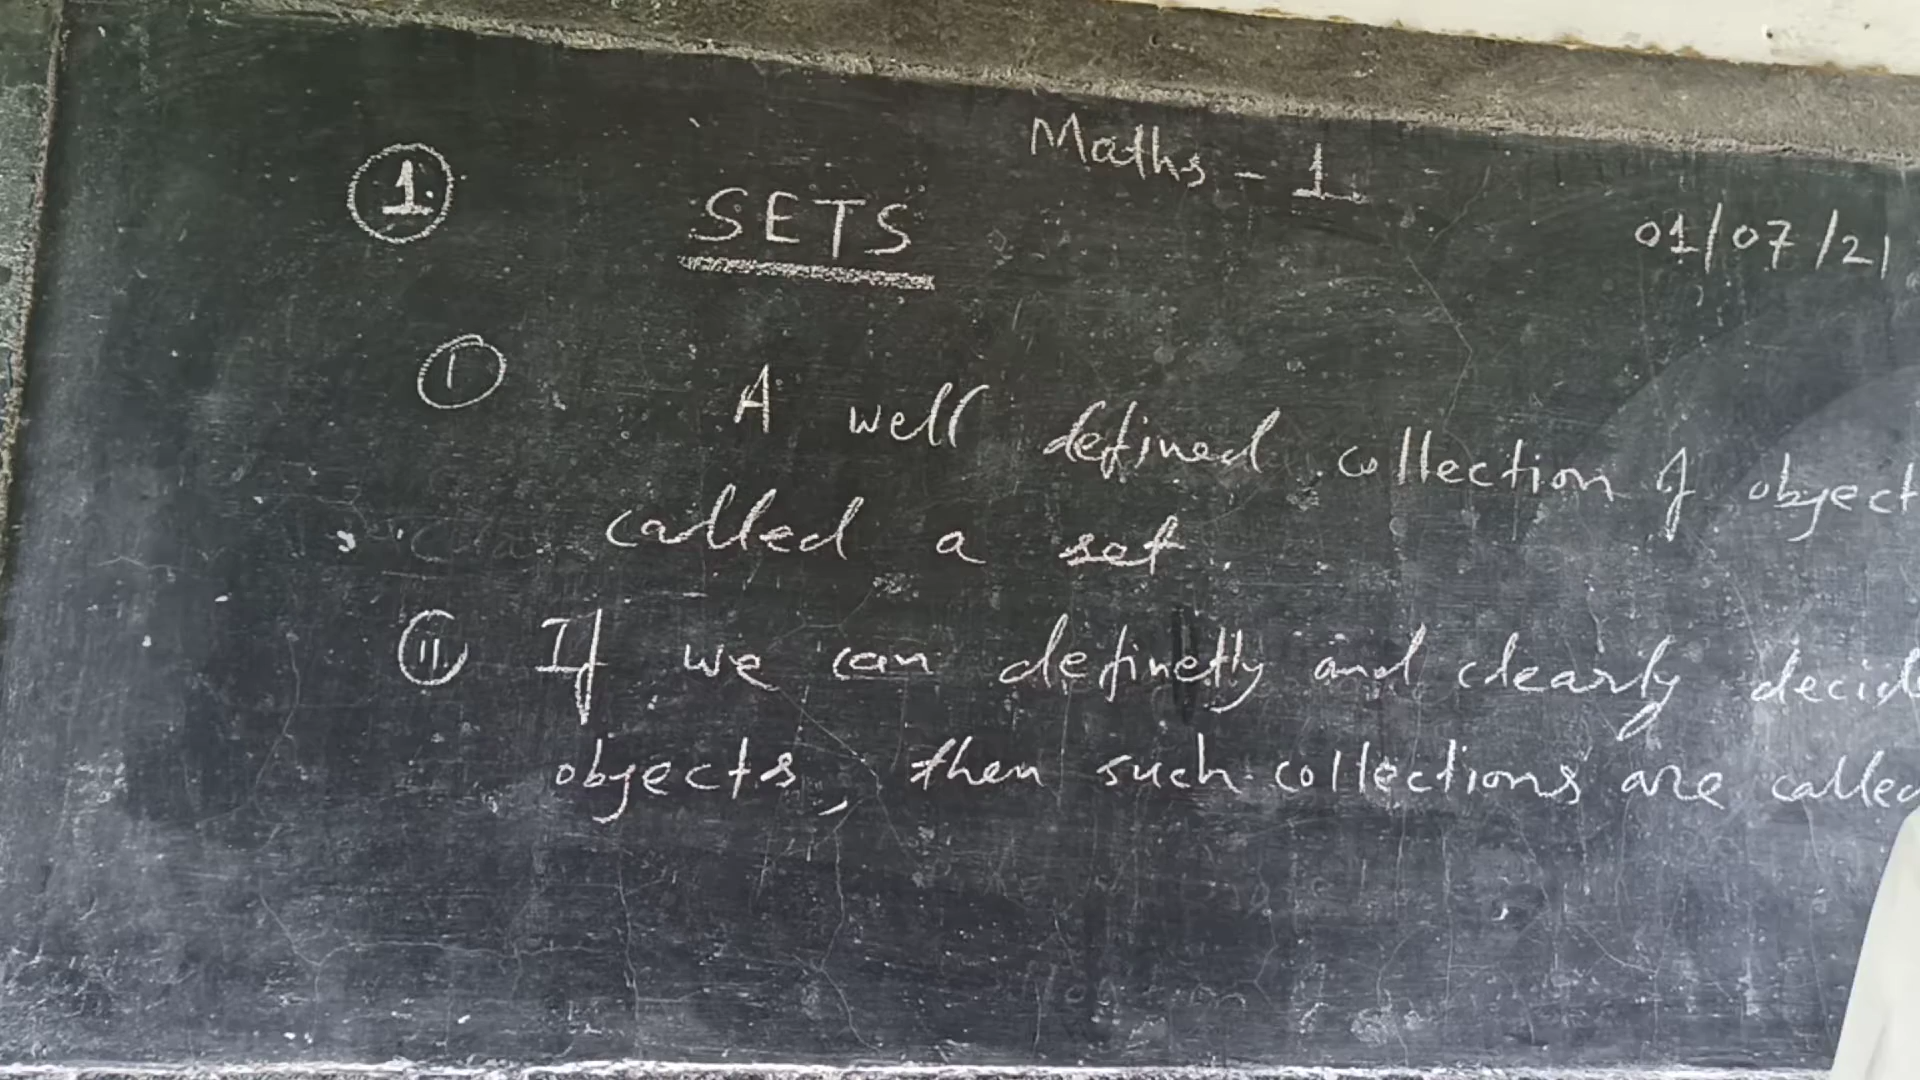 Maths - 1.
① SETS
01/07/21
Ⓘ A well defined collection of object
called a set.
ⓘⓘ If we can definetly and clearly decide
objects, then such collections are called